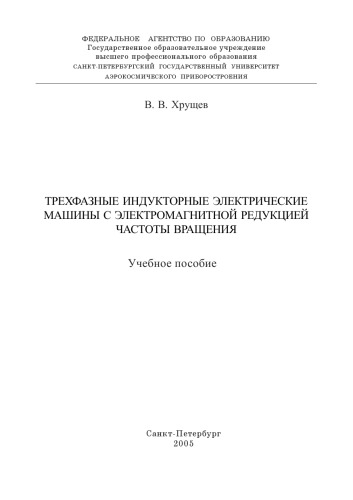 ФЕДЕРАЛЬНОЕ АГЕНТСТВО ПО ОБРАЗОВАНИЮ
Государственное образовательное учреждение
высшего профессионального образования
САНКТ-ПЕТЕРБУРГСКИЙ ГОСУДАРСТВЕННЫЙ УНИВЕРСИТЕТ
АЭРОКОСМИЧЕСКОГО ПРИБОРОСТРОЕНИЯ
В. В. Хрущев
ТРЕХФАЗНЫЕ ИНДУКТОРНЫЕ ЭЛЕКТРИЧЕСКИЕ
МАШИНЫ С ЭЛЕКТРОМАГНИТНОЙ РЕДУКЦИЕЙ
ЧАСТОТЫ ВРАЩЕНИЯ
Учебное пособие
Санкт-Петербург
2005